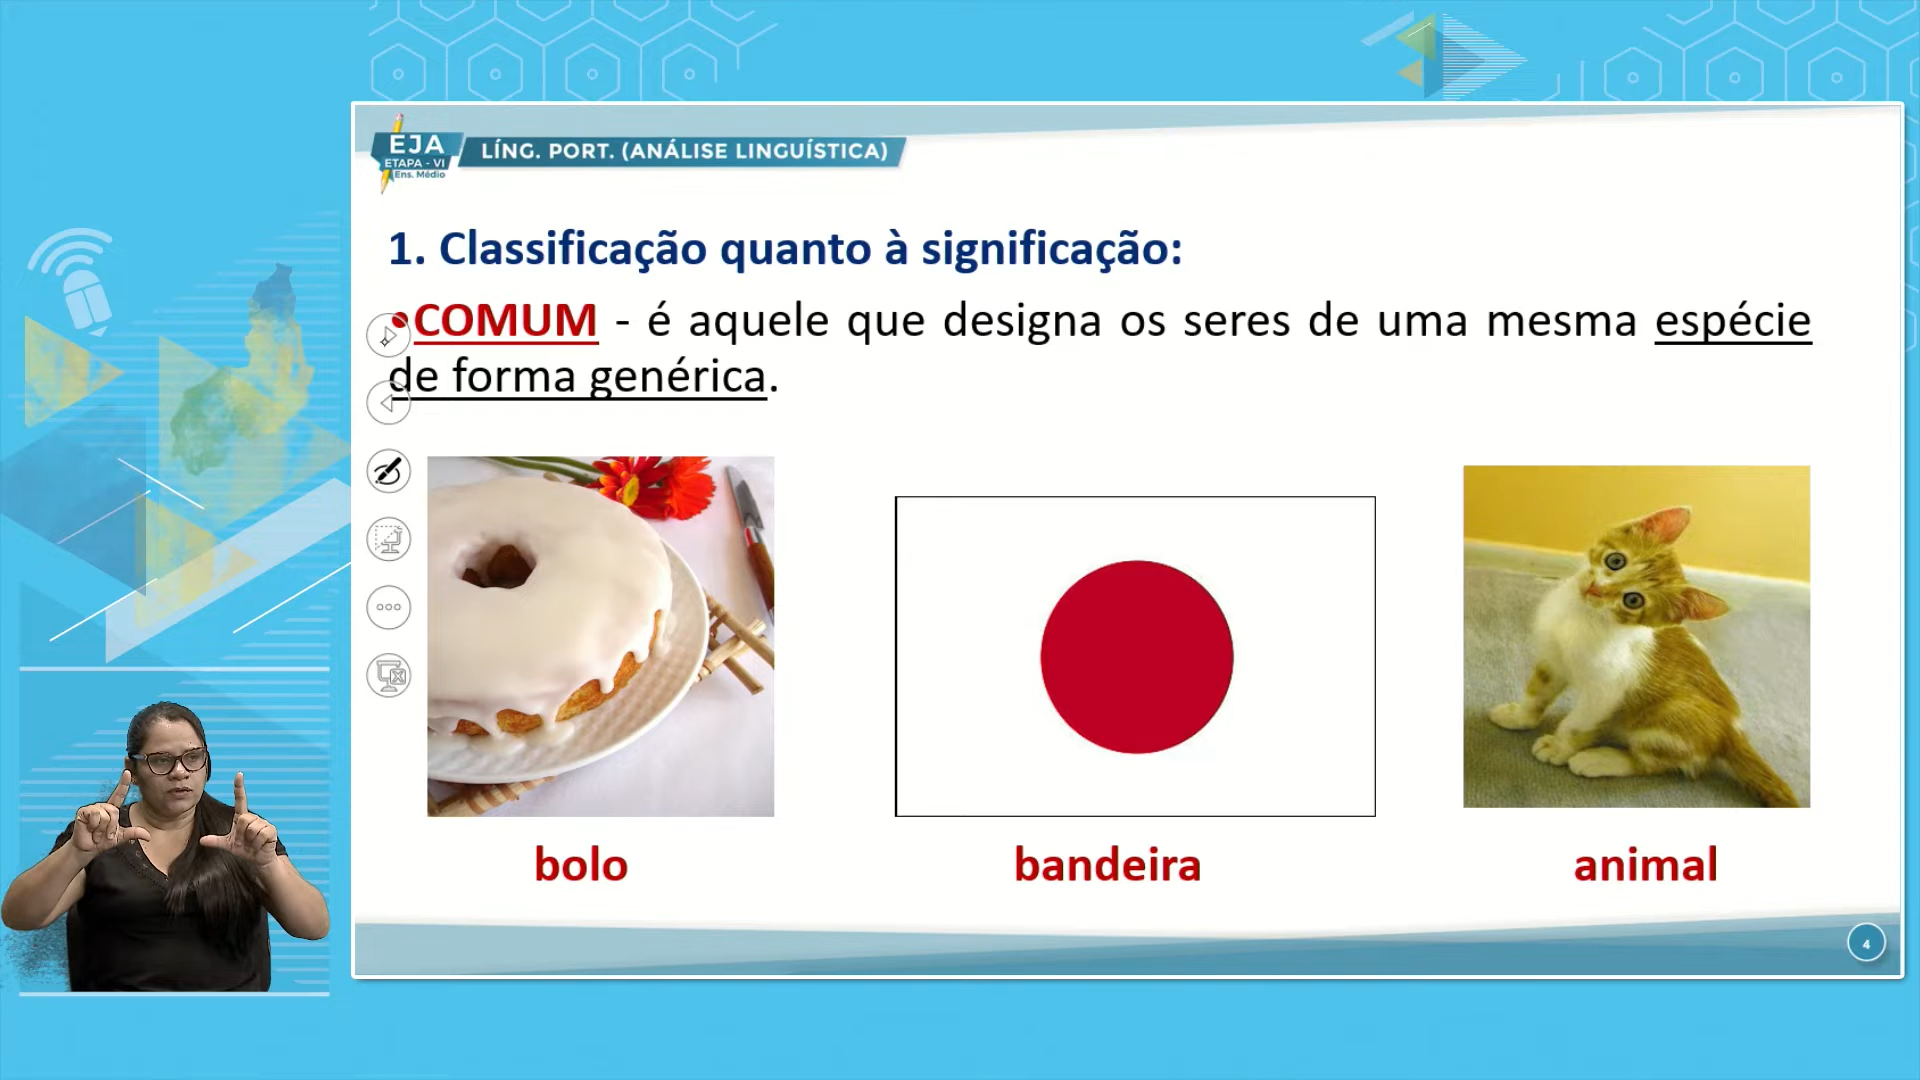 EJA
ETAPA - VI
Ens. Médio
LÍNG. PORT. (ANÁLISE LINGUÍSTICA)
1. Classificação quanto à significação:
•COMUM - é aquele que designa os seres de uma mesma espécie
de forma genérica.
bolo
bandeira
animal
4